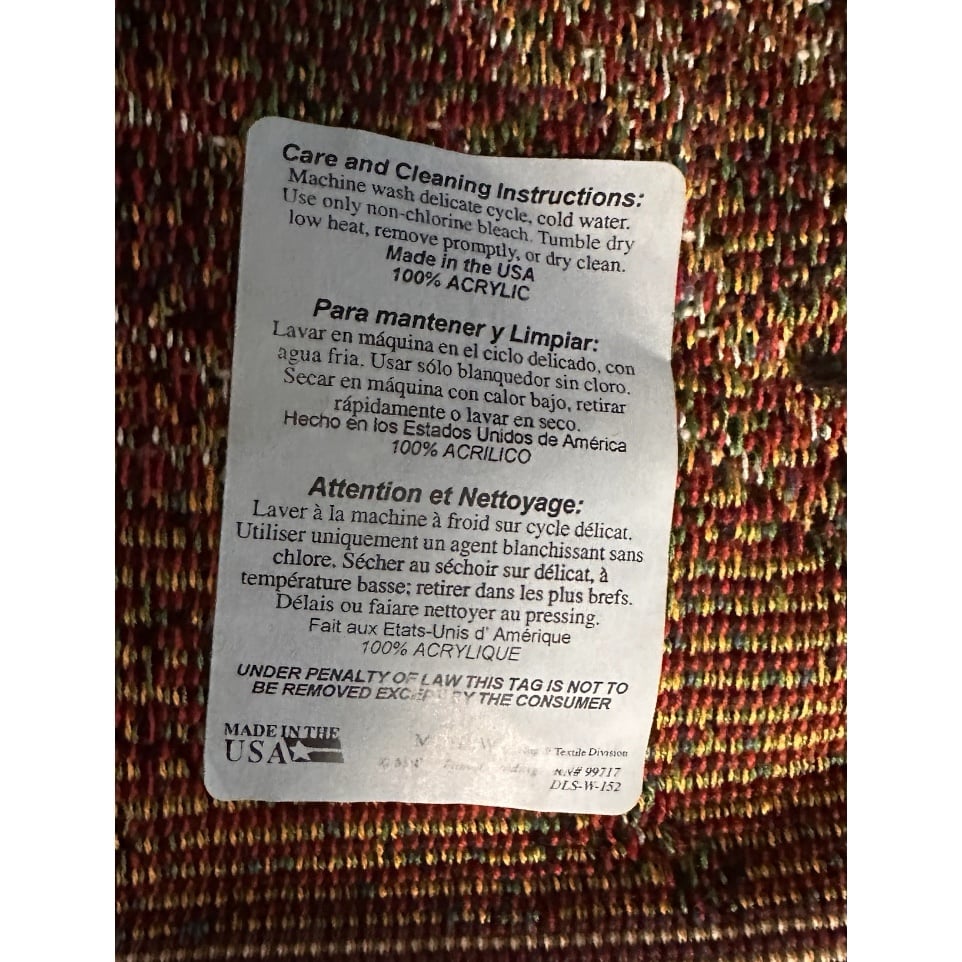 Care and Cleaning Instructions:
Machine wash delicate cycle, cold water.
Use only non-chlorine bleach. Tumble dry
low heat, remove promptly, or dry clean.
Made in the USA
100% ACRYLIC
Para mantener y Limpiar:
Lavar en máquina en el ciclo delicado, con
agua fria. Usar sólo blanquedor sin cloro.
Secar en máquina con calor bajo, retirar
rápidamente o lavar en seco.
Hecho en los Estados Unidos de América
100% ACRILICO
Attention et Nettoyage:
Laver à la machine à froid sur cycle délicat.
Utiliser uniquement un agent blanchissant sans
chlore. Sécher au séchoir sur délicat, à
température basse; retirer dans les plus brefs.
Délais ou faiare nettoyer au pressing.
Fait aux Etats-Unis d' Amérique
100% ACRYLIQUE
UNDER PENALTY OF LAW THIS TAG IS NOT TO
BE REMOVED EXCEPT BY THE CONSUMER
MADE IN THE
USA
Textile Division
99717
DLS-W-152